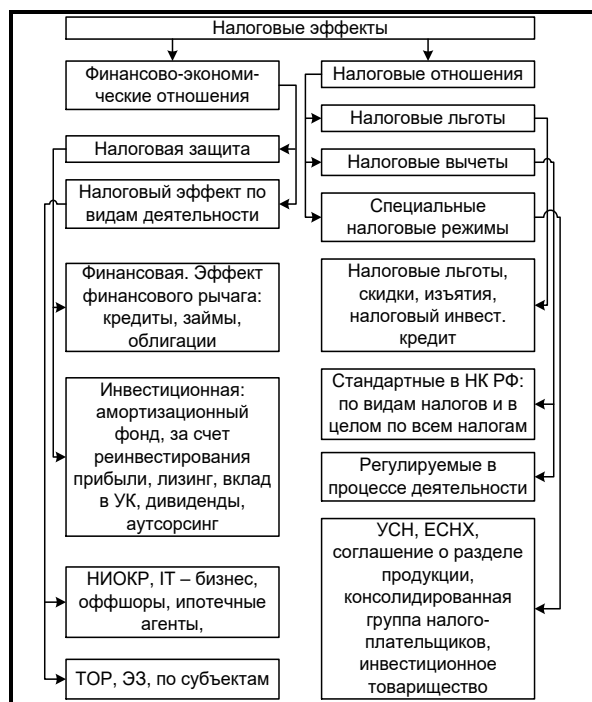 Налоговые эффекты
Финансово-экономи-
ческие отношения
Налоговая защита
Налоговый эффект по
видам деятельности
Финансовая. Эффект
финансового рычага:
кредиты, займы,
облигации
Инвестиционная:
амортизационный
фонд, за счет
реинвестирования
прибыли, лизинг, вклад
в УК, дивиденды,
аутсорсинг
НИОКР, IT – бизнес,
оффшоры, ипотечные
агенты,
ТОР, ЭЗ, по субъектам
Налоговые отношения
Налоговые льготы
Налоговые вычеты
Специальные
налоговые режимы
Налоговые льготы,
скидки, изъятия,
налоговый инвест.
кредит
Стандартные в НК РФ:
по видам налогов и в
целом по всем налогам
Регулируемые в
процессе деятельности
УСН, ЕСНХ,
соглашение о разделе
продукции,
консолидированная
группа налого-
плательщиков,
инвестиционное
товарищество